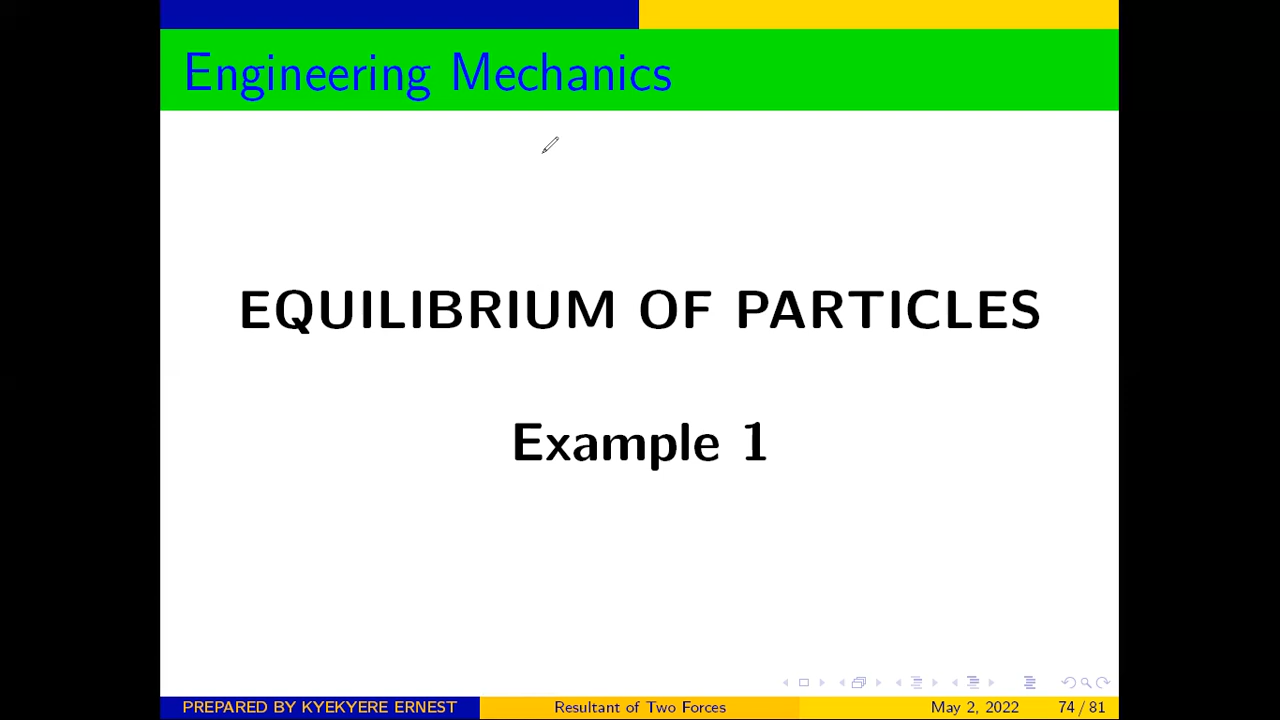 Engineering Mechanics
EQUILIBRIUM OF PARTICLES
Example 1
PREPARED BY KYEKYERE ERNEST
Resultant of Two Forces
May 2, 2022
74 / 81